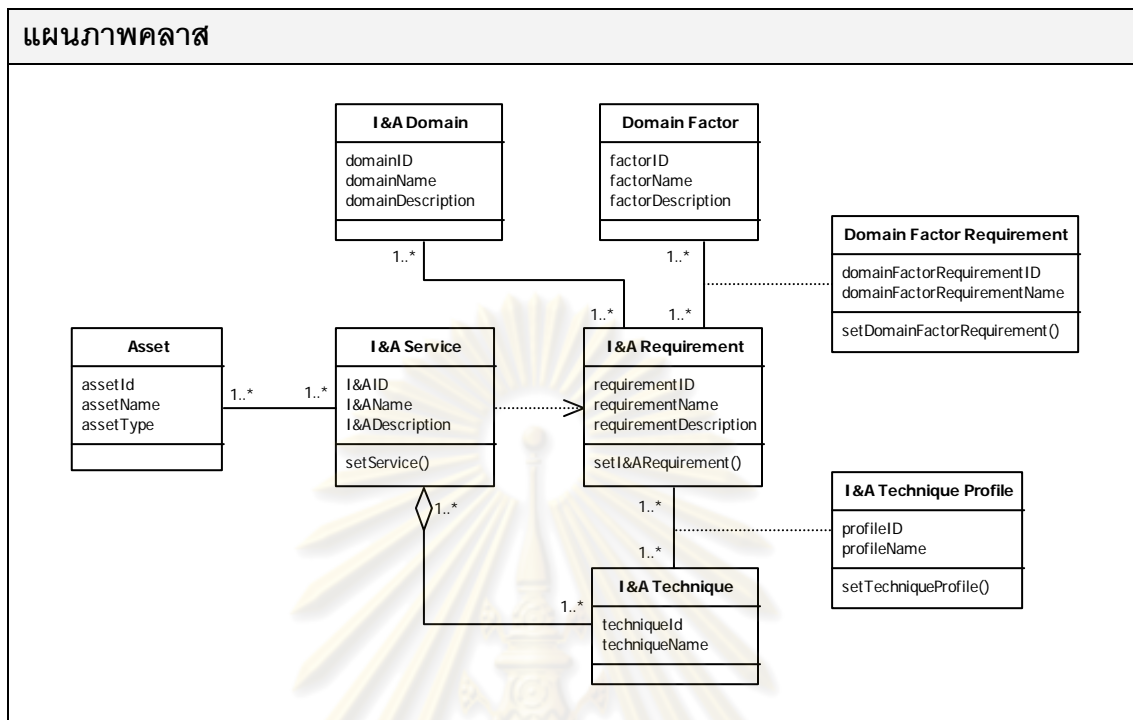 แผนภาพคลาส
I&A Domain
domainID
domainName
domainDescription
Domain Factor
factorID
factorName
factorDescription
Domain Factor Requirement
domainFactorRequirementID
domainFactorRequirementName
setDomainFactorRequirement()
1..*
1..*
1..*
1..*
Asset
assetId
assetName
assetType
1..*
1..*
I&A Service
I&AID
I&AName
I&ADescription
setService()
I&A Requirement
requirementID
requirementName
requirementDescription
setI&ARequirement()
1..*
1..*
1..*
1..*
I&A Technique Profile
profileID
profileName
setTechniqueProfile()
I&A Technique
techniqueId
techniqueName